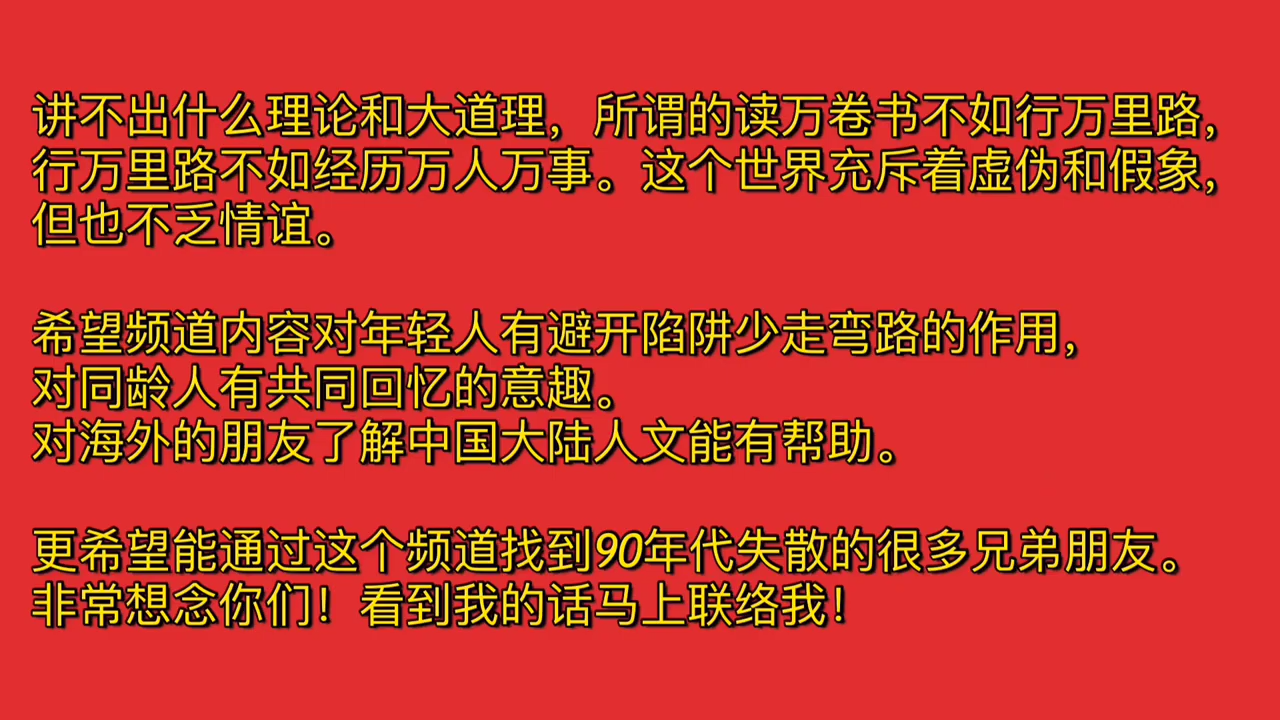 讲不出什么理论和大道理，所谓的读万卷书不如行万里路，
行万里路不如经历万人万事。这个世界充斥着虚伪和假象，
但也不乏情谊。
希望频道内容对年轻人有避开陷阱少走弯路的作用，
对同龄人有共同回忆的意趣。
对海外的朋友了解中国大陆人文能有帮助。
更希望能通过这个频道找到90年代失散的很多兄弟朋友。
非常想念你们！看到我的话马上联络我！